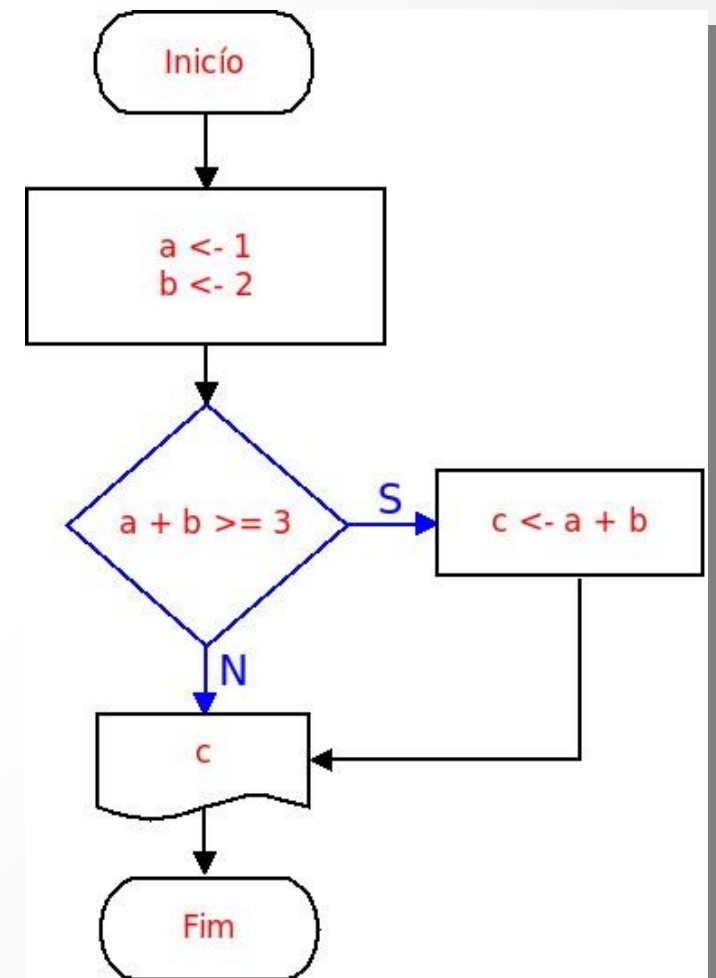 Inicío
a <- 1
b <- 2
a + b >= 3
S
c <- a + b
N
c
Fim